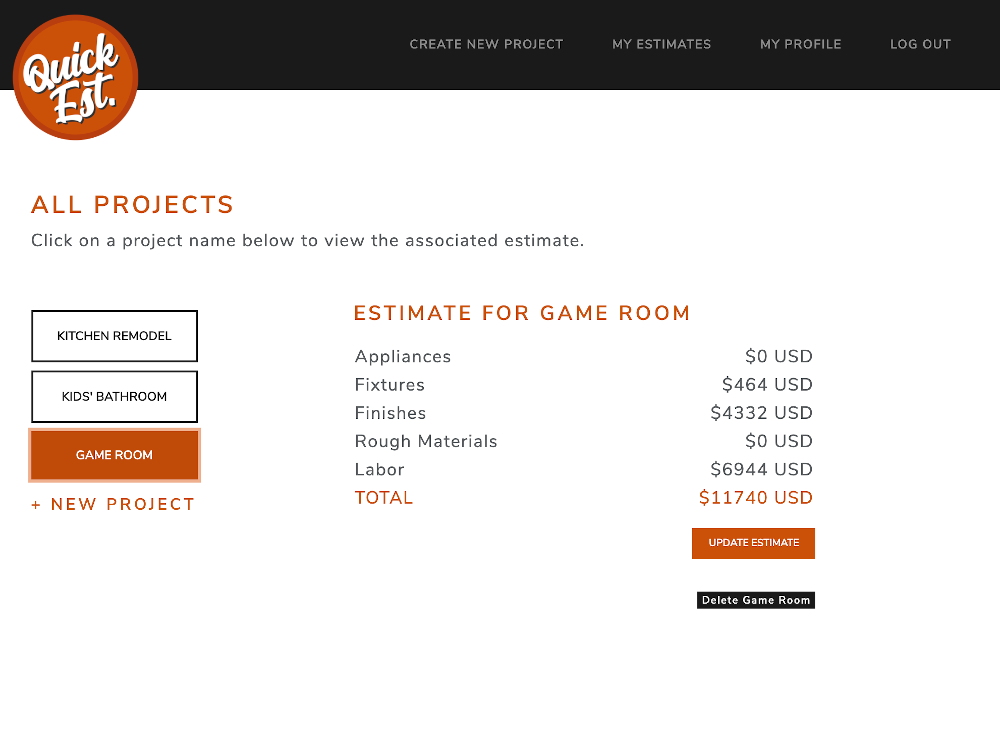 Quick
Est.
CREATE NEW PROJECT MY ESTIMATES MY PROFILE LOG OUT
ALL PROJECTS
Click on a project name below to view the associated estimate.
KITCHEN REMODEL
KIDS' BATHROOM
GAME ROOM
+ NEW PROJECT
ESTIMATE FOR GAME ROOM
Appliances $0 USD
Fixtures $464 USD
Finishes $4332 USD
Rough Materials $0 USD
Labor $6944 USD
TOTAL $11740 USD
UPDATE ESTIMATE
Delete Game Room